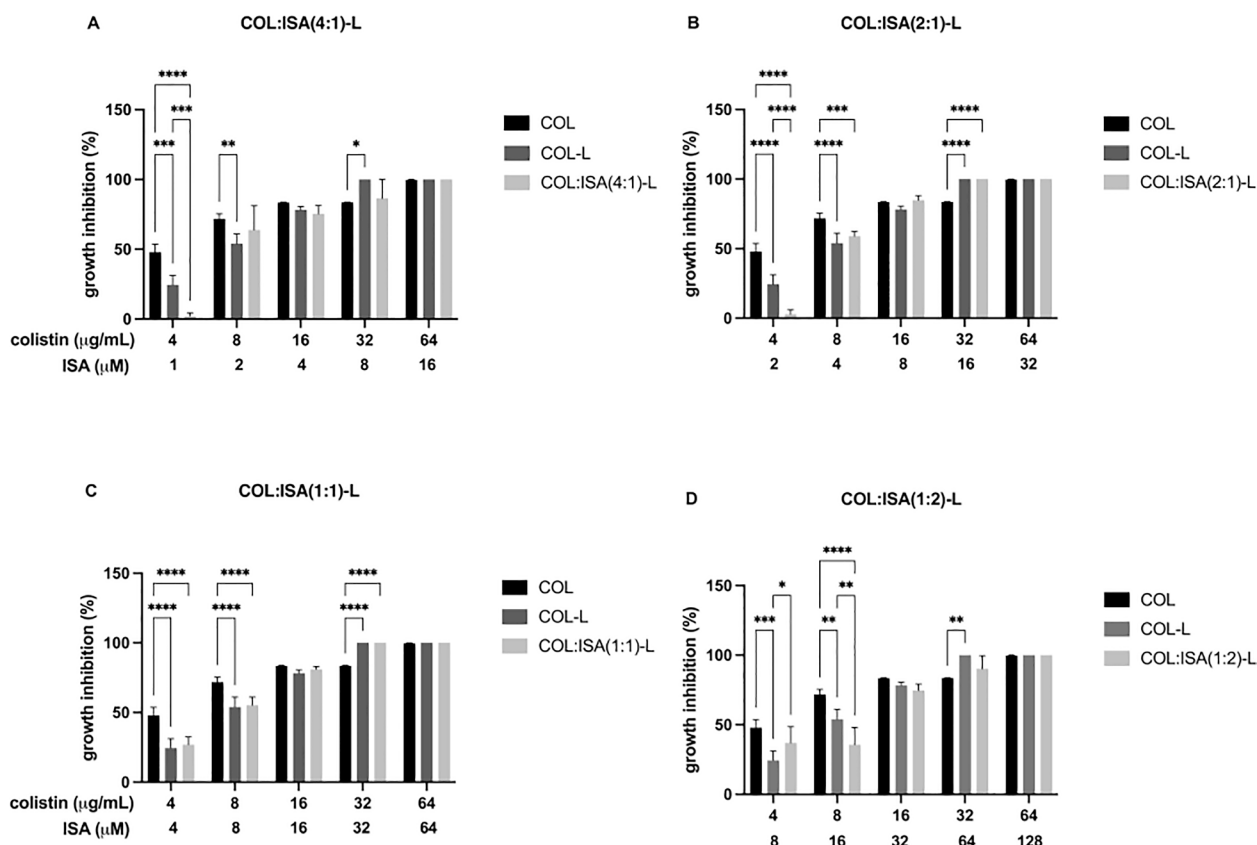 A
COL:ISA(4:1)-L
**** 
***
***
**
*
growth inhibition (%)
150
100
50
0
COL
COL-L
COL:ISA(4:1)-L
colistin (μg/mL) 4 8 16 32 64
ISA (μM) 1 2 4 8 16
B
COL:ISA(2:1)-L
****
****
****
***
****
****
****
growth inhibition (%)
150
100
50
0
COL
COL-L
COL:ISA(2:1)-L
4 8 16 32 64
2 4 8 16 32
C
COL:ISA(1:1)-L
****
****
****
****
****
****
growth inhibition (%)
150
100
50
0
COL
COL-L
COL:ISA(1:1)-L
colistin (μg/mL) 4 8 16 32 64
ISA (μM) 4 8 16 32 64
D
COL:ISA(1:2)-L
*
***
****
**
**
**
growth inhibition (%)
150
100
50
0
COL
COL-L
COL:ISA(1:2)-L
4 8 16 32 64
8 16 32 64 128